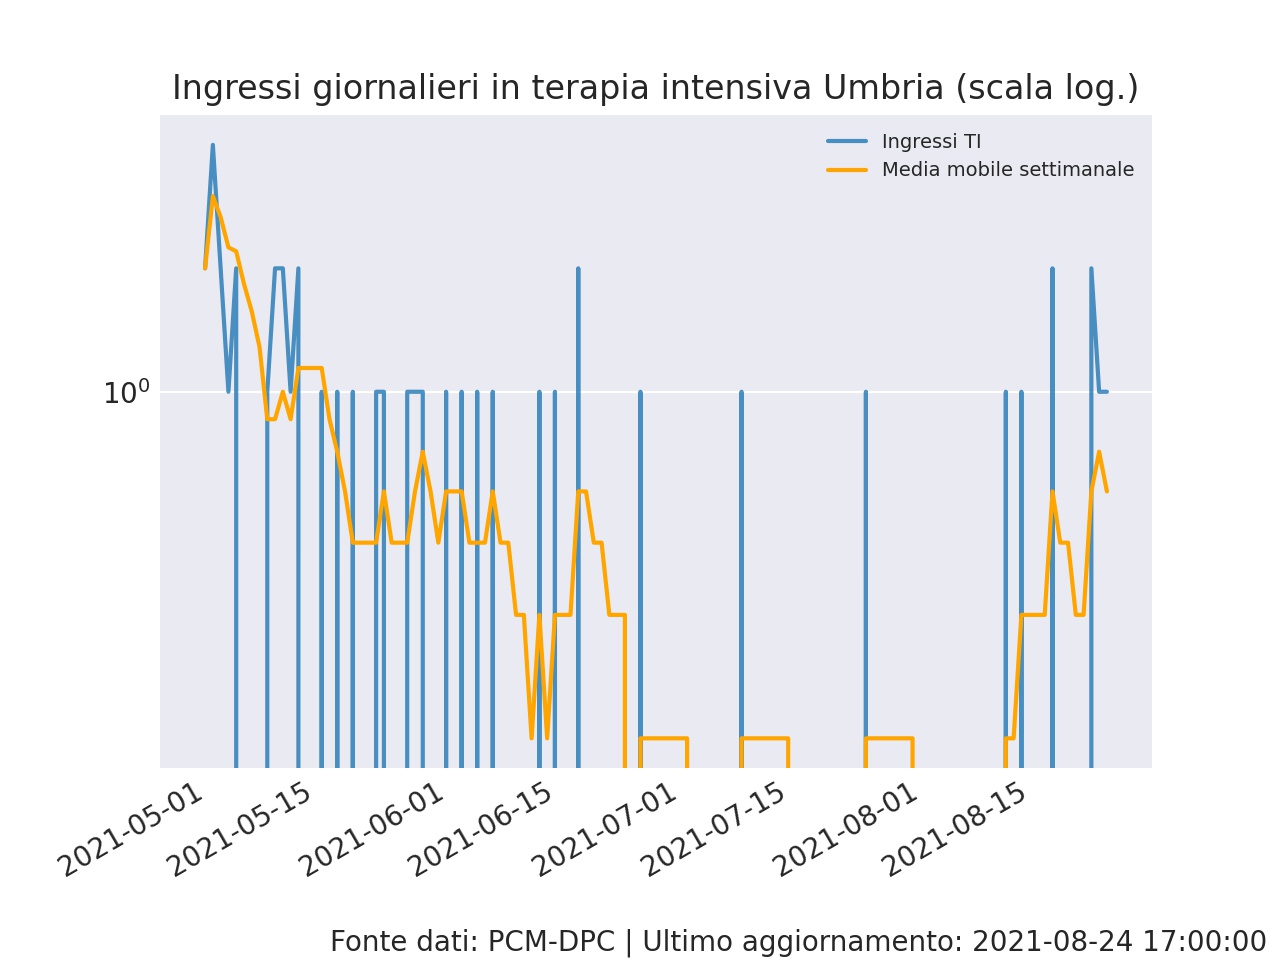 Ingressi giornalieri in terapia intensiva Umbria (scala log.)
Ingressi TI
Media mobile settimanale
10⁰
2021-05-01
2021-05-15
2021-06-01
2021-06-15
2021-07-01
2021-07-15
2021-08-01
2021-08-15
Fonte dati: PCM-DPC | Ultimo aggiornamento: 2021-08-24 17:00:00